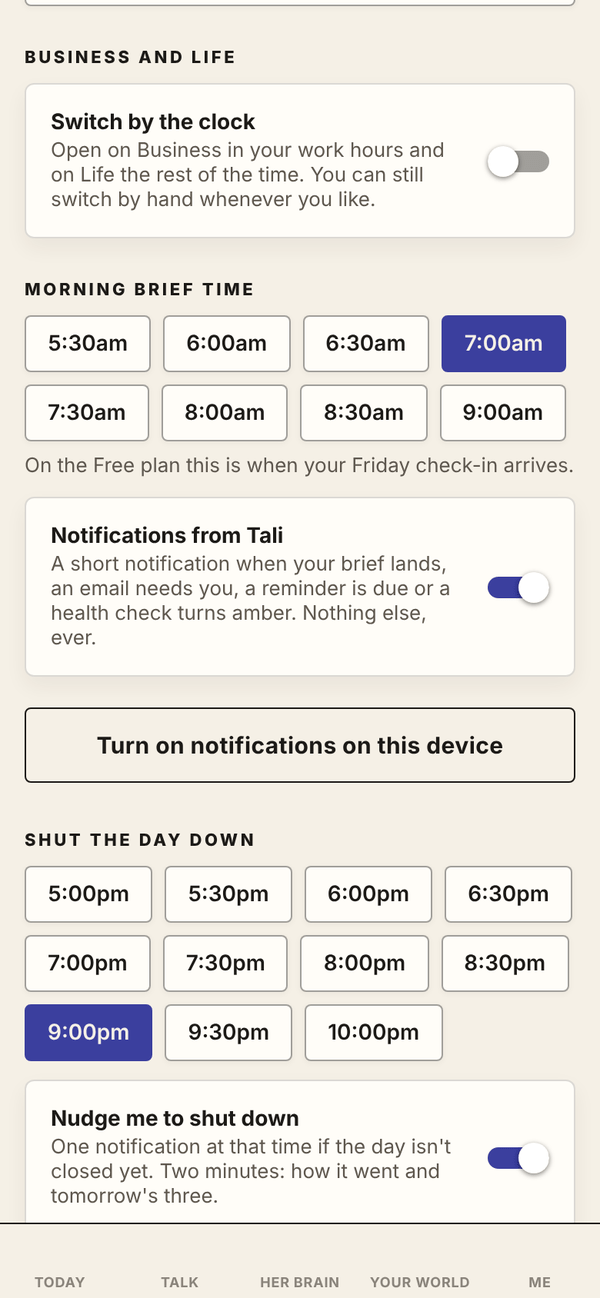 BUSINESS AND LIFE
Switch by the clock
Open on Business in your work hours and
on Life the rest of the time. You can still
switch by hand whenever you like.
MORNING BRIEF TIME
5:30am 6:00am 6:30am 7:00am
7:30am 8:00am 8:30am 9:00am
On the Free plan this is when your Friday check-in arrives.
Notifications from Tali
A short notification when your brief lands,
an email needs you, a reminder is due or a
health check turns amber. Nothing else,
ever.
Turn on notifications on this device
SHUT THE DAY DOWN
5:00pm 5:30pm 6:00pm 6:30pm
7:00pm 7:30pm 8:00pm 8:30pm
9:00pm 9:30pm 10:00pm
Nudge me to shut down
One notification at that time if the day isn't
closed yet. Two minutes: how it went and
tomorrow's three.
TODAY TALK HER BRAIN YOUR WORLD ME